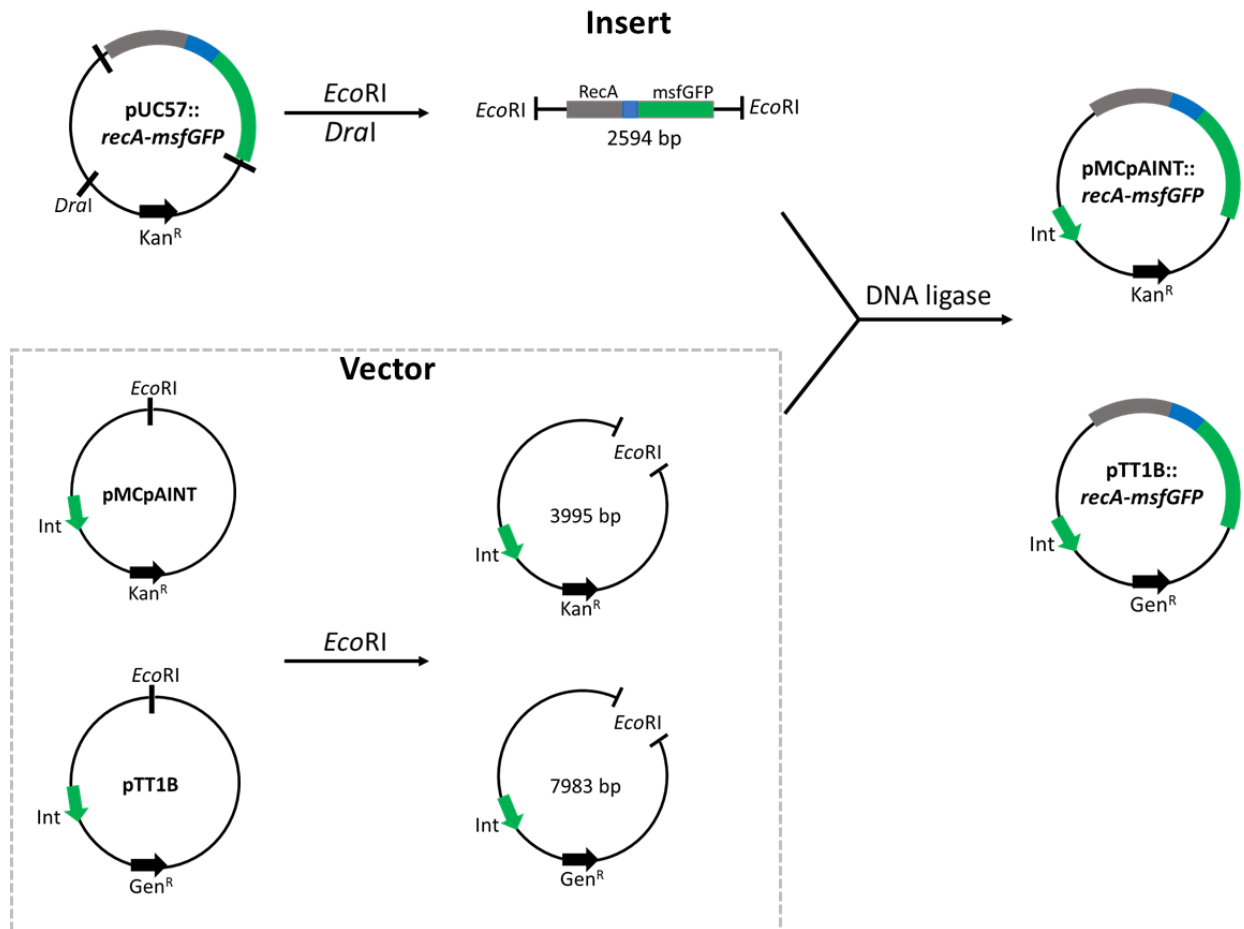 Insert
pUC57::
recA-msfGFP
DraI
Kan^R
EcoRI
DraI
EcoRI
RecA
msfGFP
EcoRI
2594 bp
DNA ligase
pMCpAINT::
recA-msfGFP
Int
Kan^R
pTT1B::
recA-msfGFP
Int
Gen^R
Vector
EcoRI
pMCpAINT
Int
Kan^R
EcoRI
3995 bp
Int
Kan^R
EcoRI
EcoRI
pTT1B
Int
Gen^R
EcoRI
7983 bp
Int
Gen^R